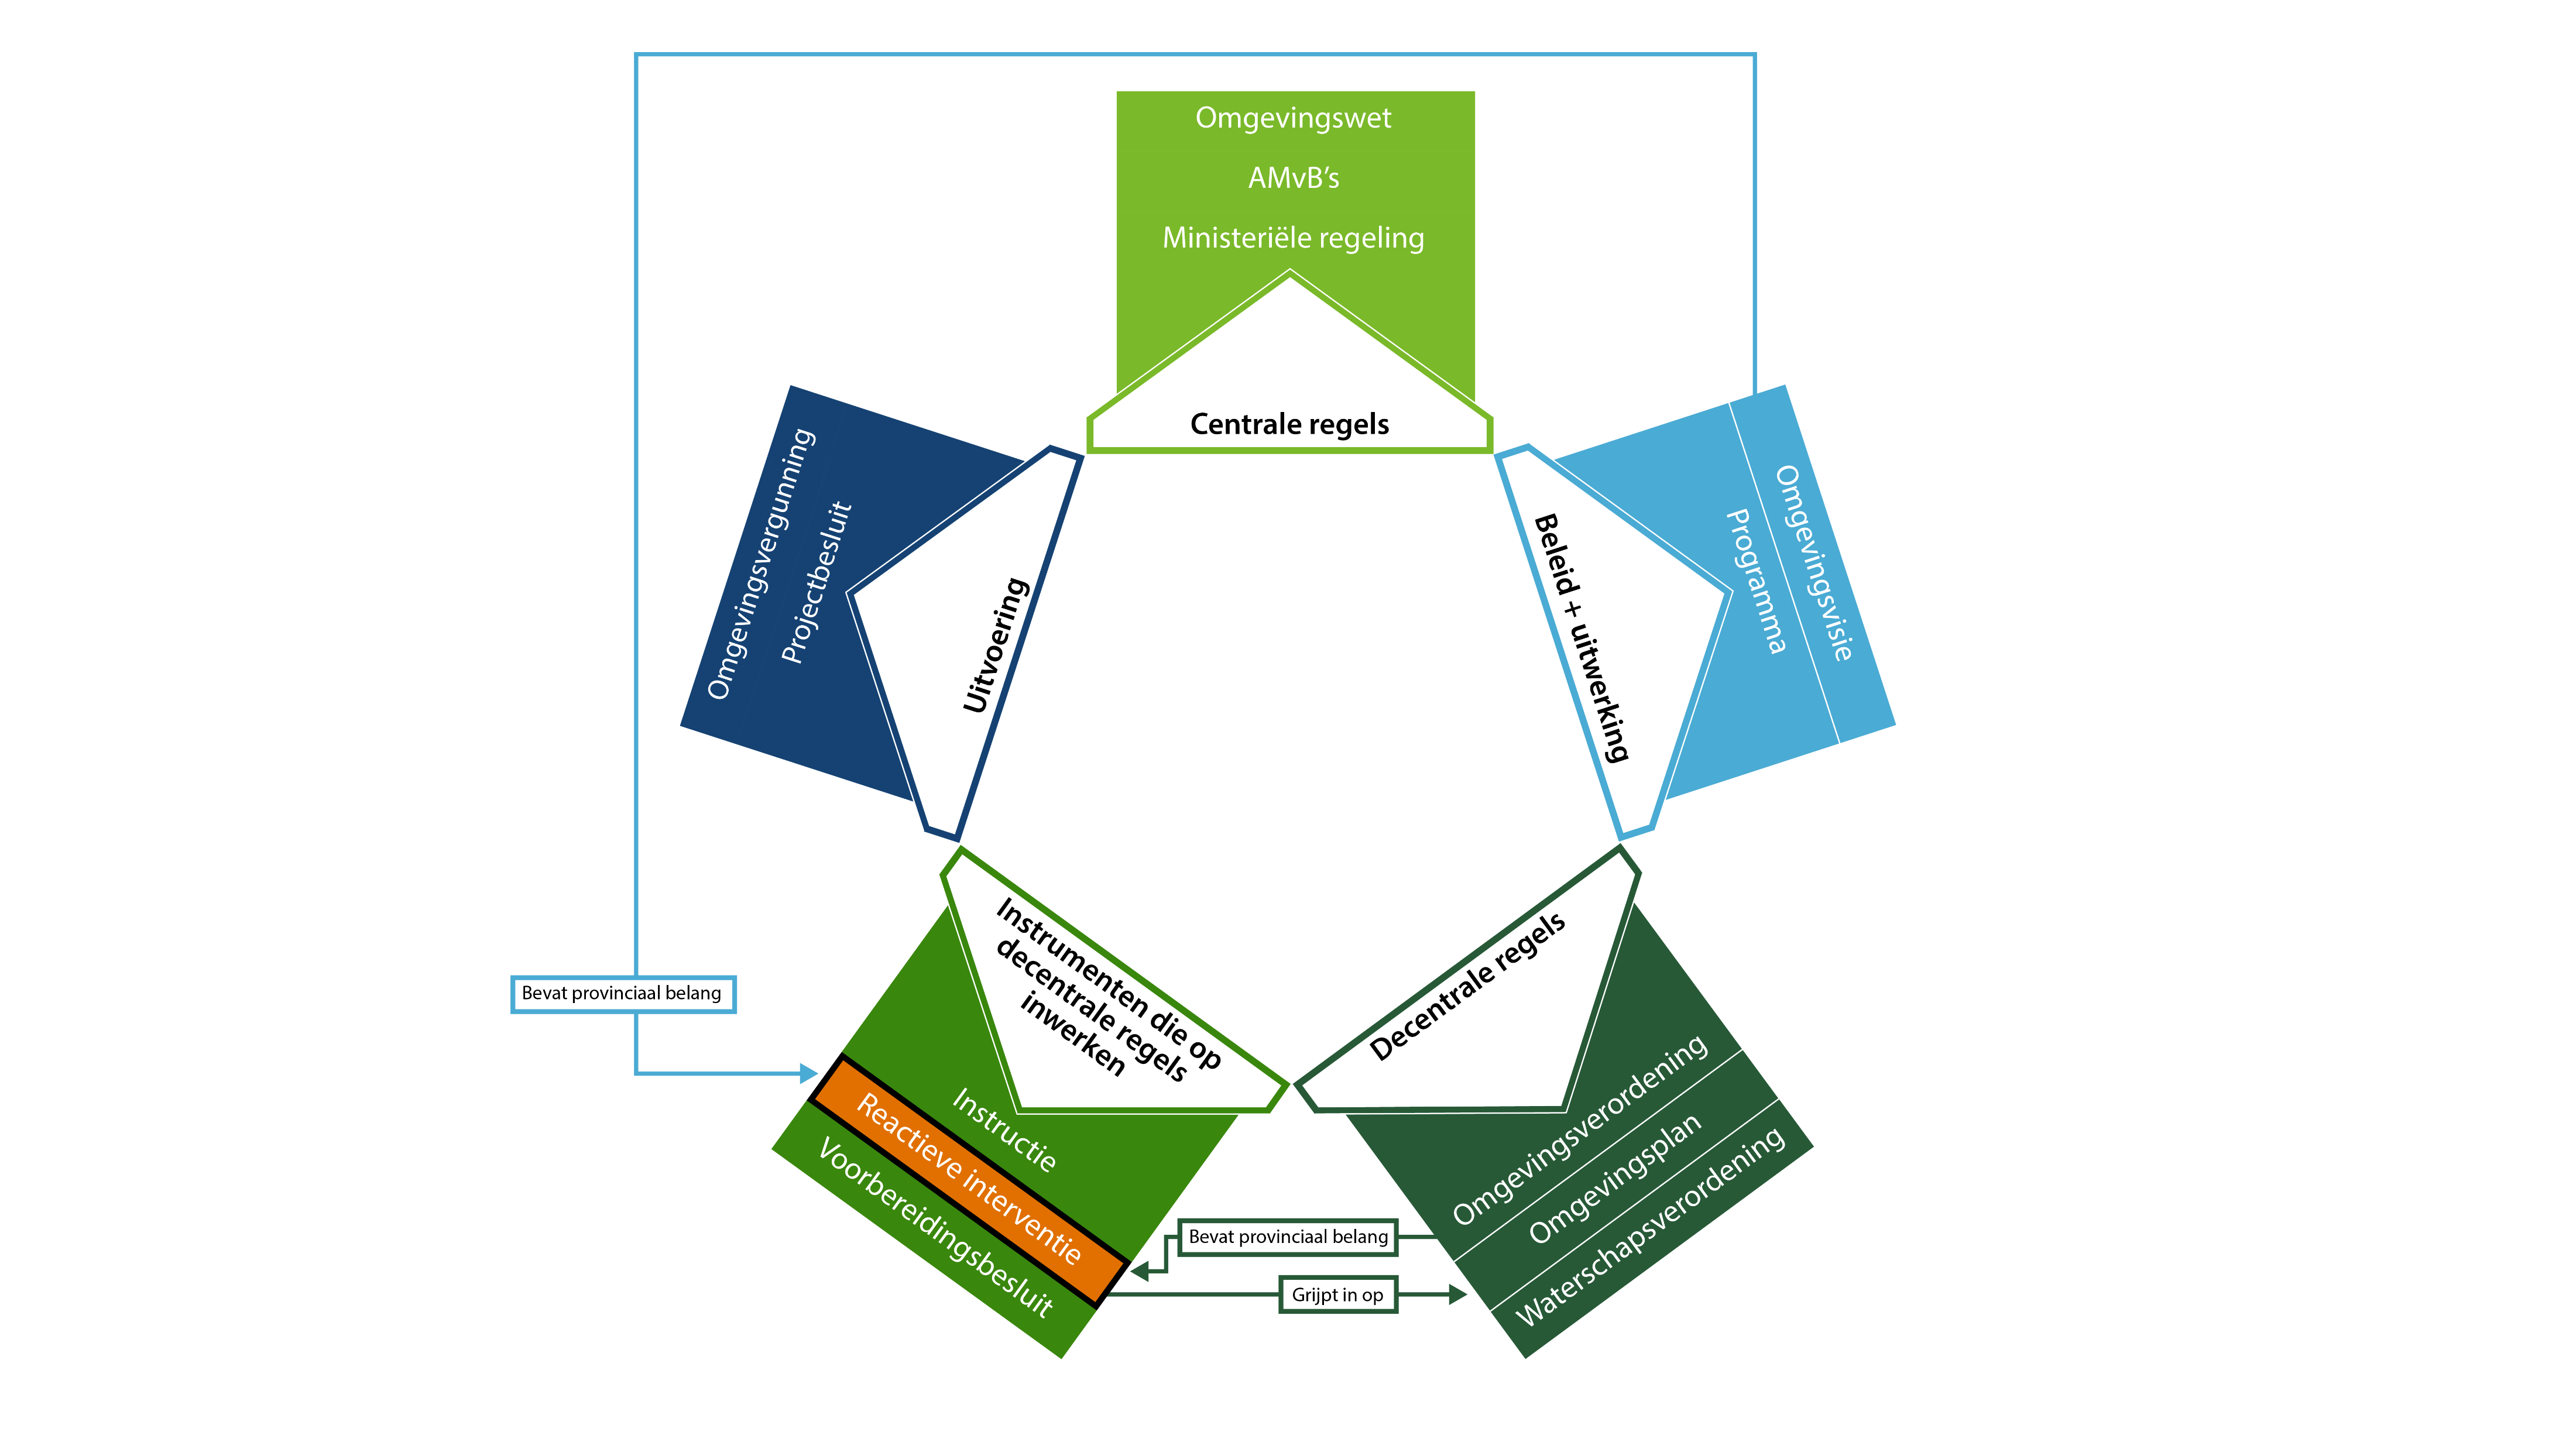 Omgevingswet
AMvB’s
Ministeriële regeling
Centrale regels
Omgevingsvergunning
Projectbesluit
Uitvoering
Beleid + uitwerking
Programma
Omgevingsvisie
Instrumenten die op
decentrale regels
inwerken
Instructie
Reactieve interventie
Voorbereidingsbesluit
Decentrale regels
Omgevingsverordening
Omgevingsplan
Waterschapsverordening
Bevat provinciaal belang
Bevat provinciaal belang
Grijpt in op